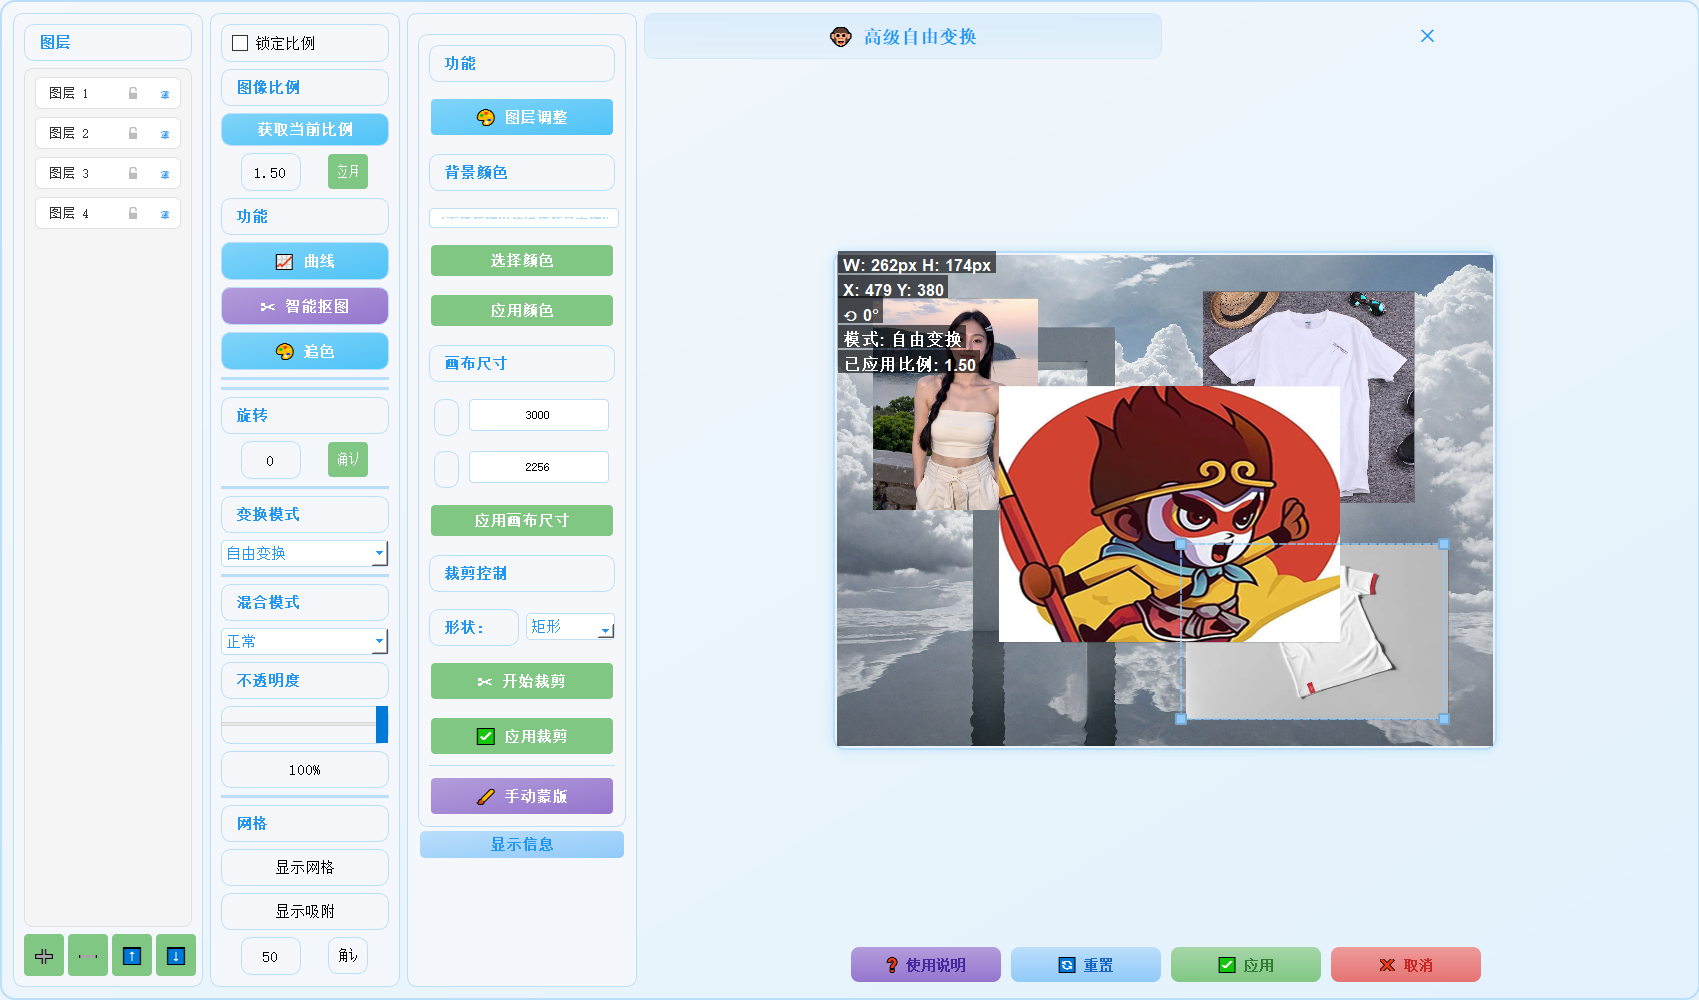 图层
图层 1
图层 2
图层 3
图层 4
锁定比例
图像比例
获取当前比例
1.50
应用
功能
曲线
智能抠图
追色
旋转
0
确认
变换模式
自由变换
混合模式
正常
不透明度
100%
网格
显示网格
显示吸附
50
功能
图层调整
背景颜色
选择颜色
应用颜色
画布尺寸
3000
2256
应用画布尺寸
裁剪控制
形状:
矩形
开始裁剪
应用裁剪
手动蒙版
显示信息
高级自由变换
W: 262px H: 174px
X: 479 Y: 380
⟲ 0°
模式: 自由变换
已应用比例: 1.50
使用说明
重置
应用
取消